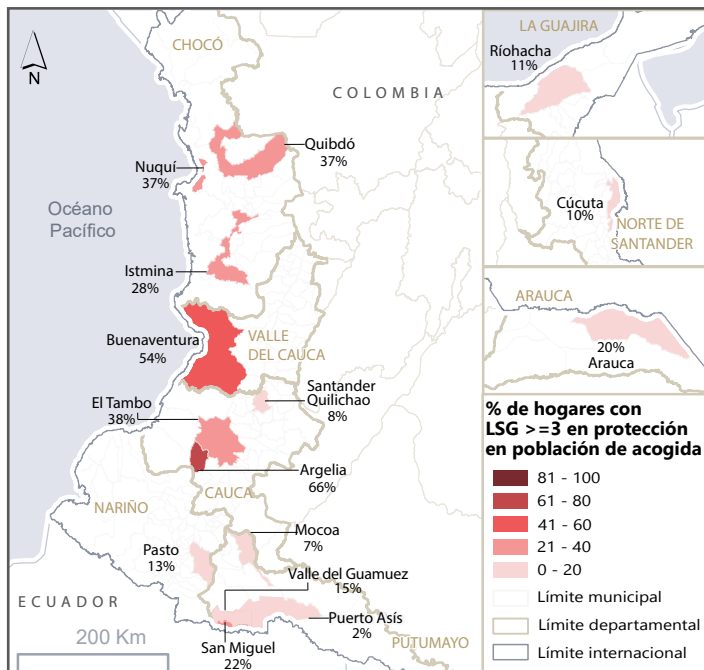 CHOCÓ
N
COLOMBIA
Quibdó
37%
Nuquí
37%
Océano
Pacífico
Istmina
28%
Buenaventura
54%
VALLE
DEL CAUCA
Santander
Quilichao
8%
El Tambo
38%
Argelia
66%
CAUCA
NARIÑO
Mocoa
7%
Pasto
13%
Valle del Guamuez
15%
Puerto Asís
2%
ECUADOR
San Miguel
22%
PUTUMAYO
200 Km
LA GUAJIRA
Ríohacha
11%
Cúcuta
10%
NORTE DE
SANTANDER
ARAUCA
20%
Arauca
% de hogares con
LSG >=3 en protección
en población de acogida
81 - 100
61 - 80
41 - 60
21 - 40
0 - 20
Límite municipal
Límite departamental
Límite internacional